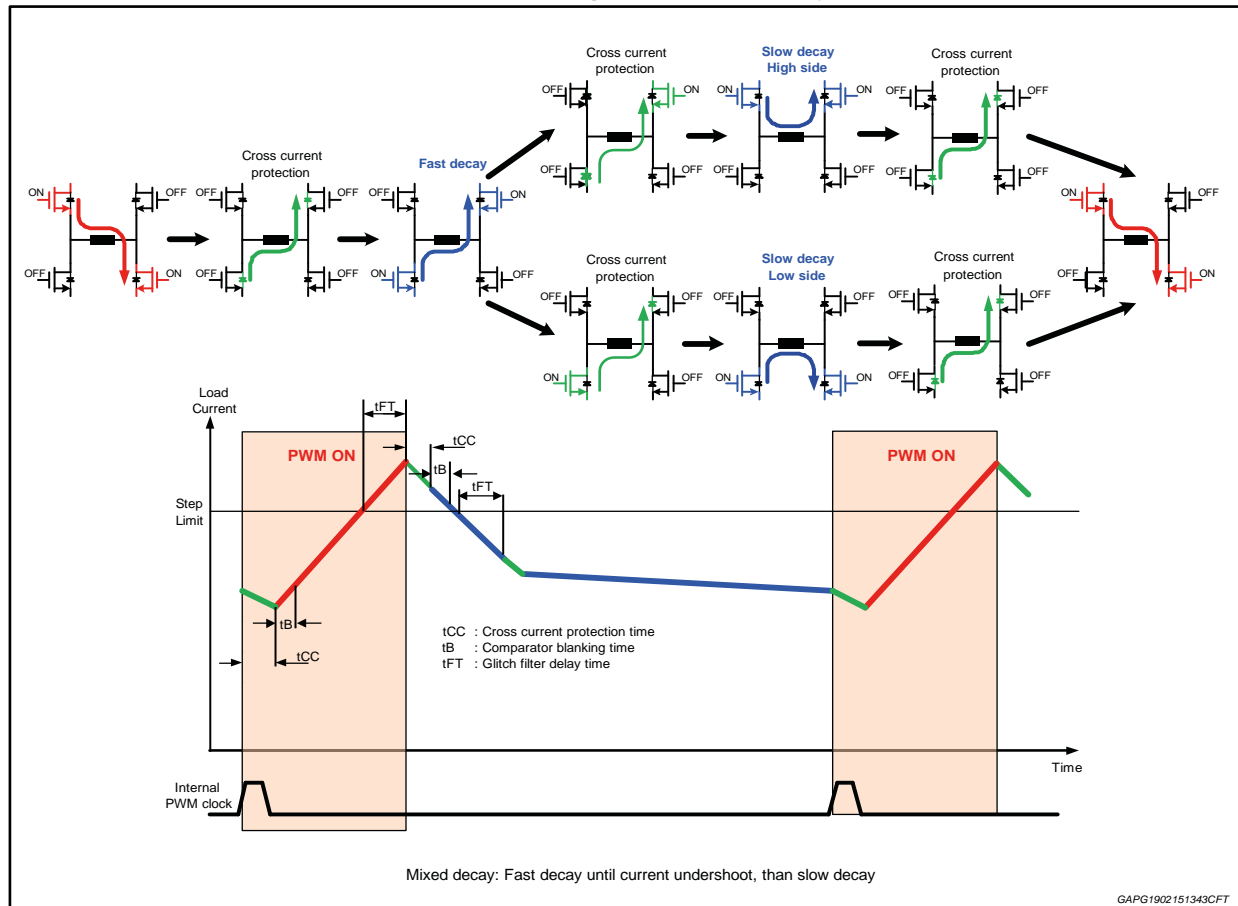 Cross current
protection
Slow decay
High side
Cross current
protection
OFF
ON
ON
ON
OFF
OFF
OFF
OFF
OFF
OFF
OFF
OFF
Cross current
protection
Fast decay
ON
OFF
OFF
OFF
OFF
ON
ON
OFF
OFF
ON
OFF
OFF
ON
OFF
OFF
ON
Cross current
protection
Slow decay
Low side
Cross current
protection
OFF
OFF
OFF
OFF
OFF
OFF
ON
OFF
ON
ON
OFF
OFF
Load
Current
tFT
tCC
PWM ON
tB
tFT
PWM ON
Step
Limit
tB
tCC
tCC : Cross current protection time
tB : Comparator blanking time
tFT : Glitch filter delay time
Time
Internal
PWM clock
Mixed decay: Fast decay until current undershoot, than slow decay
GAPG1902151343CFT